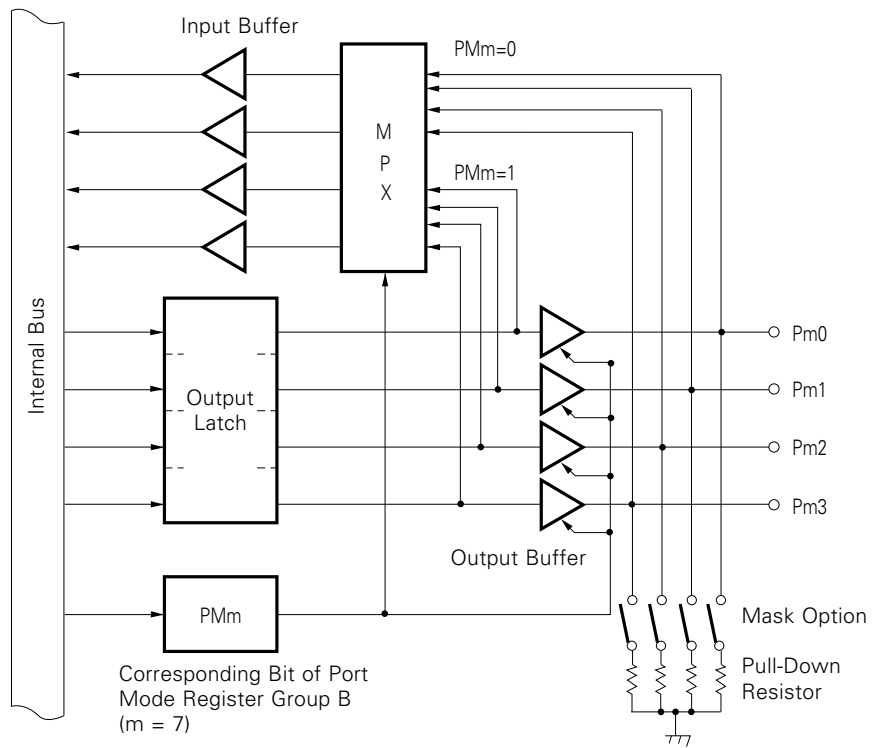 Input Buffer
PMm=0
M
P
X
PMm=1
Internal Bus
Output
Latch
Pm0
Pm1
Pm2
Pm3
Output Buffer
PMm
Mask Option
Pull-Down
Resistor
Corresponding Bit of Port
Mode Register Group B
(m = 7)